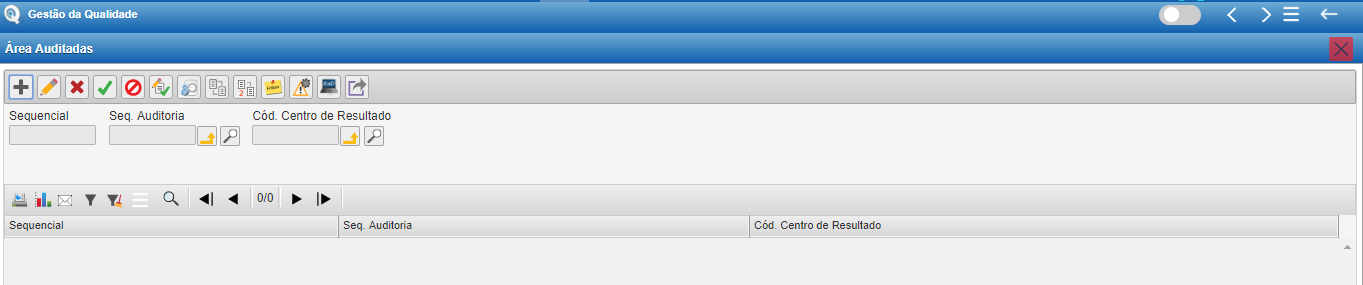 Gestão da Qualidade
Área Auditadas
Sequencial
Seq. Auditoria
Cód. Centro de Resultado
0/0
Sequencial
Seq. Auditoria
Cód. Centro de Resultado